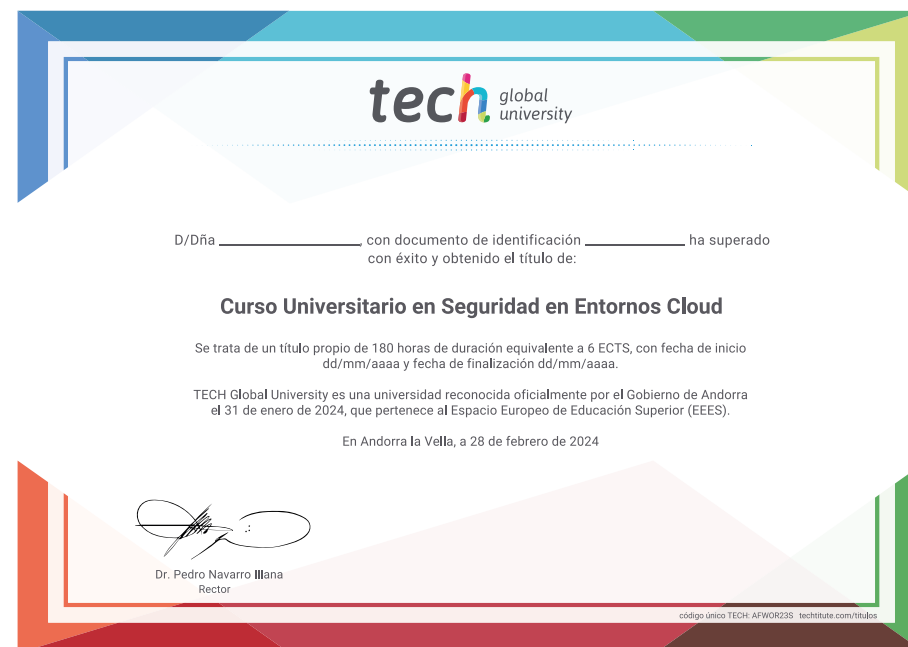 tech global university
D/Dña ____________________, con documento de identificación ______________ ha superado
con éxito y obtenido el título de:
Curso Universitario en Seguridad en Entornos Cloud
Se trata de un título propio de 180 horas de duración equivalente a 6 ECTS, con fecha de inicio
dd/mm/aaaa y fecha de finalización dd/mm/aaaa.
TECH Global University es una universidad reconocida oficialmente por el Gobierno de Andorra
el 31 de enero de 2024, que pertenece al Espacio Europeo de Educación Superior (EEES).
En Andorra la Vella, a 28 de febrero de 2024
Dr. Pedro Navarro Illana
Rector
código único TECH: AFWOR23S techtitute.com/titulos